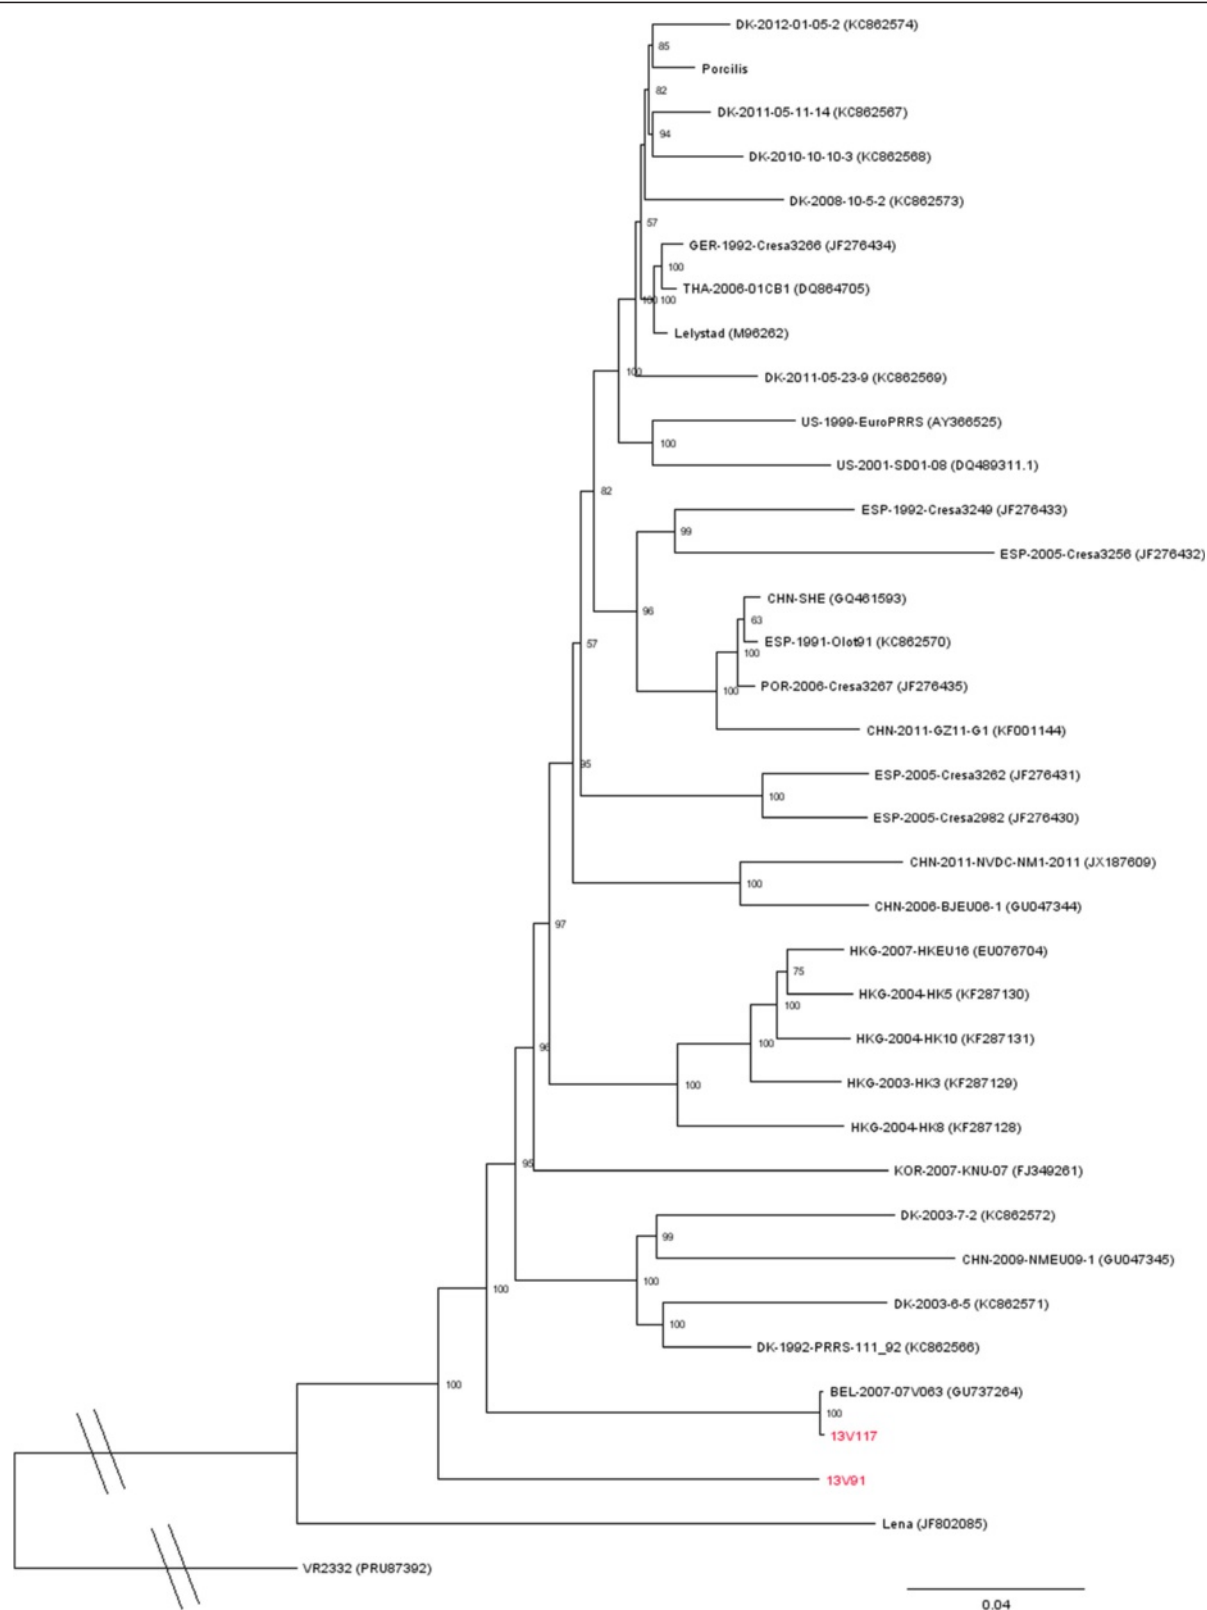 DK-2012-01-05-2 (KC862574)
85
Porcilis
82
DK-2011-05-11-14 (KC862567)
94
DK-2010-10-10-3 (KC862568)
DK-2008-10-5-2 (KC862573)
57
GER-1992-Cresa3266 (JF276434)
100
THA-2006-01CB1 (DQ864705)
100 100
Lelystad (M96262)
100
DK-2011-05-23-9 (KC862569)
US-1999-EuroPRRS (AY366525)
100
US-2001-SD01-08 (DQ489311.1)
82
ESP-1992-Cresa3249 (JF276433)
99
ESP-2005-Cresa3256 (JF276432)
CHN-SHE (GQ461593)
96
63
ESP-1991-Olot91 (KC862570)
57
100
POR-2006-Cresa3267 (JF276435)
100
CHN-2011-GZ11-G1 (KF001144)
95
ESP-2005-Cresa3262 (JF276431)
100
ESP-2005-Cresa2982 (JF276430)
CHN-2011-NVDC-NM1-2011 (JX187609)
100
CHN-2006-BJEU06-1 (GU047344)
97
HKG-2007-HKEU16 (EU076704)
75
HKG-2004-HK5 (KF287130)
100
HKG-2004-HK10 (KF287131)
96
100
HKG-2003-HK3 (KF287129)
100
HKG-2004-HK8 (KF287128)
95
KOR-2007-KNU-07 (FJ349261)
DK-2003-7-2 (KC862572)
99
CHN-2009-NMEU09-1 (GU047345)
100
100
DK-2003-6-5 (KC862571)
100
DK-1992-PRRS-111_92 (KC862566)
100
BEL-2007-07V063 (GU737264)
100
13V117
13V91
Lena (JF802085)
VR2332 (PRU87392)
0.04